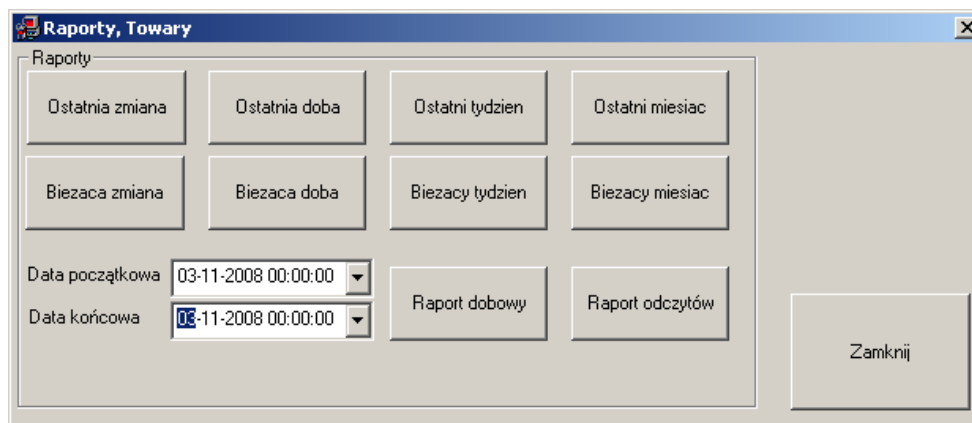 Raporty, Towary
Raporty
Ostatnia zmiana Ostatnia doba Ostatni tydzien Ostatni miesiac
Biezaca zmiana Biezaca doba Biezacy tydzien Biezacy miesiac
Data początkowa 03-11-2008 00:00:00
Data końcowa 03-11-2008 00:00:00
Raport dobowy Raport odczytów
Zamknij